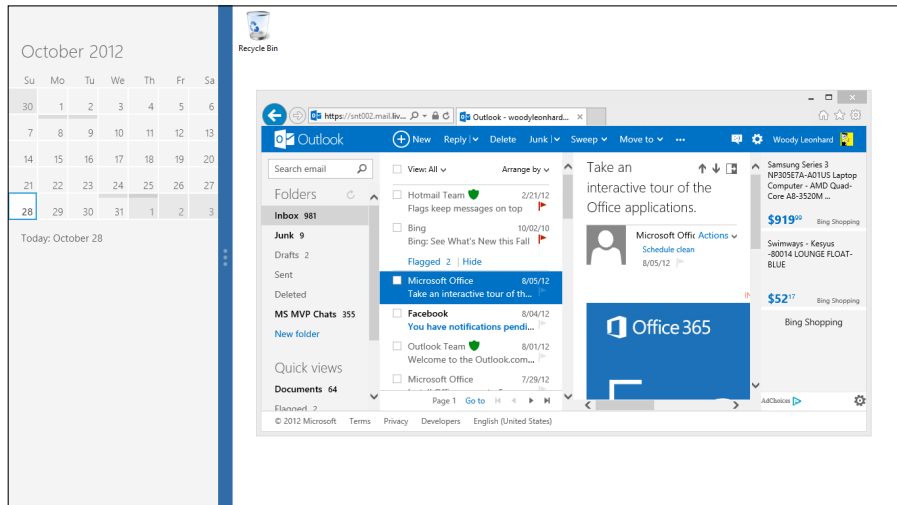 October 2012
Su Mo Tu We Th Fr Sa
30 1 2 3 4 5 6
7 8 9 10 11 12 13
14 15 16 17 18 19 20
21 22 23 24 25 26 27
28 29 30 31 1 2 3
Today: October 28
Recycle Bin
https://snt002.mail.liv...
Outlook - woodyleonhard...
Outlook
New Reply Delete Junk Sweep Move to ... Woody Leonhard
Search email
Folders
Inbox 981
Junk 9
Drafts 2
Sent
Deleted
MS MVP Chats 355
New folder
Quick views
Documents 64
Flagged 2
View: All Arrange by
Hotmail Team 2/21/12
Flags keep messages on top
Bing 10/02/10
Bing: See What's New this Fall
Flagged 2 | Hide
Microsoft Office 8/05/12
Take an interactive tour of th...
Facebook 8/04/12
You have notifications pendi...
Outlook Team 8/01/12
Welcome to the Outlook.com...
Microsoft Office 7/29/12
Page 1 Go to
Take an
interactive tour of the
Office applications.
Microsoft Offic Actions
Schedule clean
8/05/12
Office 365
Samsung Series 3
NP305E7A-A01US Laptop
Computer - AMD Quad-
Core A8-3520M ...
$919 99 Bing Shopping
Swimways - Kesyus
-80014 LOUNGE FLOAT-
BLUE
$52 17 Bing Shopping
Bing Shopping
AdChoices
© 2012 Microsoft Terms Privacy Developers English (United States)